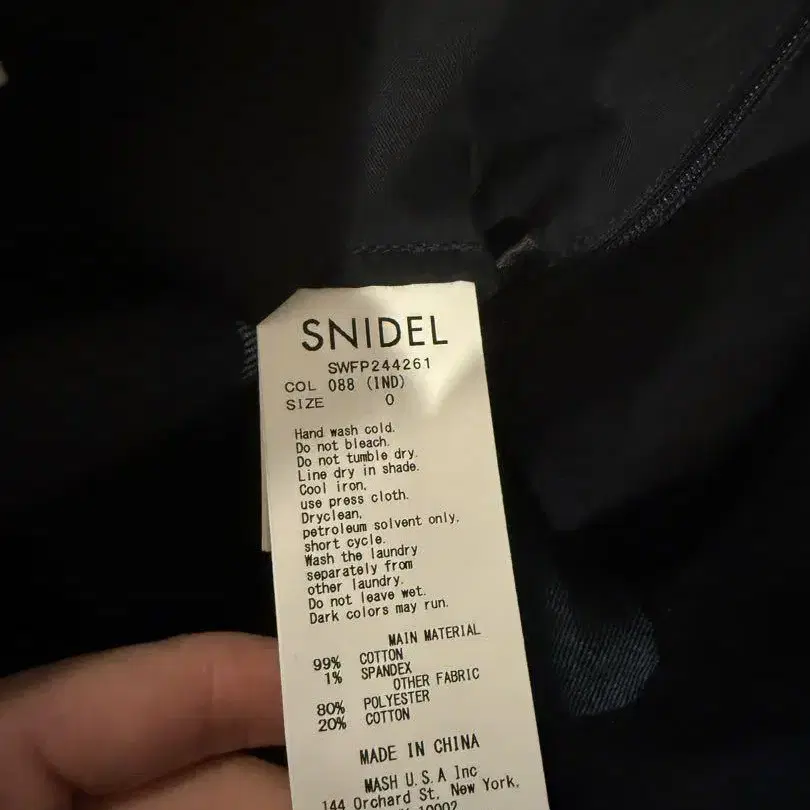 SNIDEL
SWFP244261
COL 088 (IND)
SIZE 0
Hand wash cold.
Do not bleach.
Do not tumble dry.
Line dry in shade.
Cool iron,
use press cloth.
Dryclean,
petroleum solvent only,
short cycle.
Wash the laundry
separately from
other laundry.
Do not leave wet.
Dark colors may run.
MAIN MATERIAL
99% COTTON
1% SPANDEX
OTHER FABRIC
80% POLYESTER
20% COTTON
MADE IN CHINA
MASH U.S.A Inc
144 Orchard St, New York,
10002